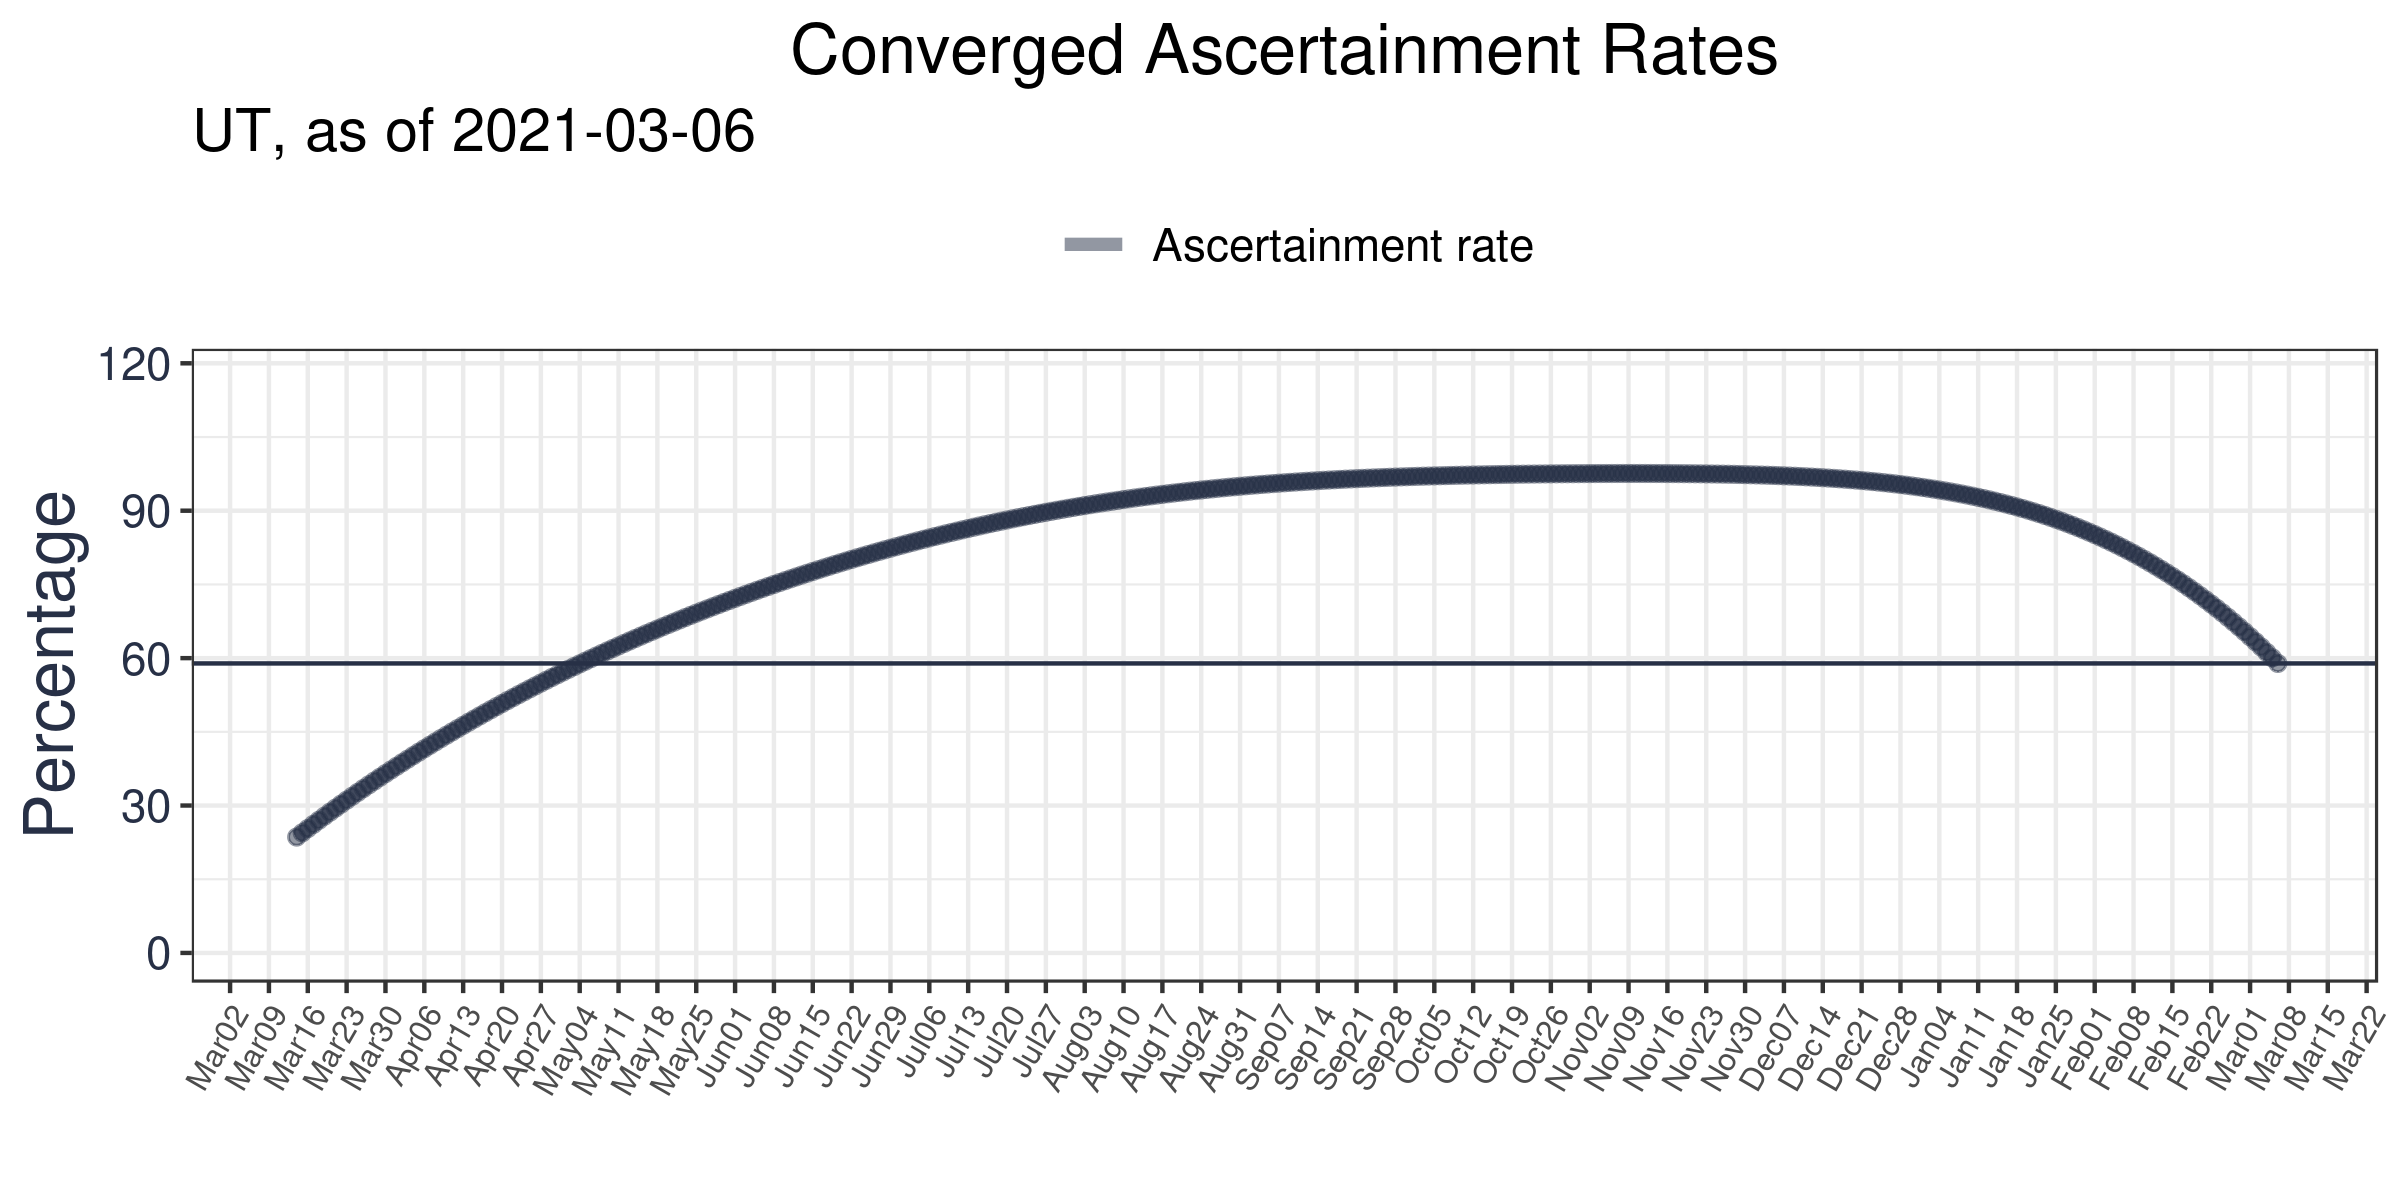 Converged Ascertainment Rates
UT, as of 2021-03-06
Ascertainment rate
Percentage
120
90
60
30
0
Mar02 Mar09 Mar16 Mar23 Mar30 Apr06 Apr13 Apr20 Apr27 May04 May11 May18 May25 Jun01 Jun08 Jun15 Jun22 Jun29 Jul06 Jul13 Jul20 Jul27 Aug03 Aug10 Aug17 Aug24 Aug31 Sep07 Sep14 Sep21 Sep28 Oct05 Oct12 Oct19 Oct26 Nov02 Nov09 Nov16 Nov23 Nov30 Dec07 Dec14 Dec21 Dec28 Jan04 Jan11 Jan18 Jan25 Feb01 Feb08 Feb15 Feb22 Mar01 Mar08 Mar15 Mar22